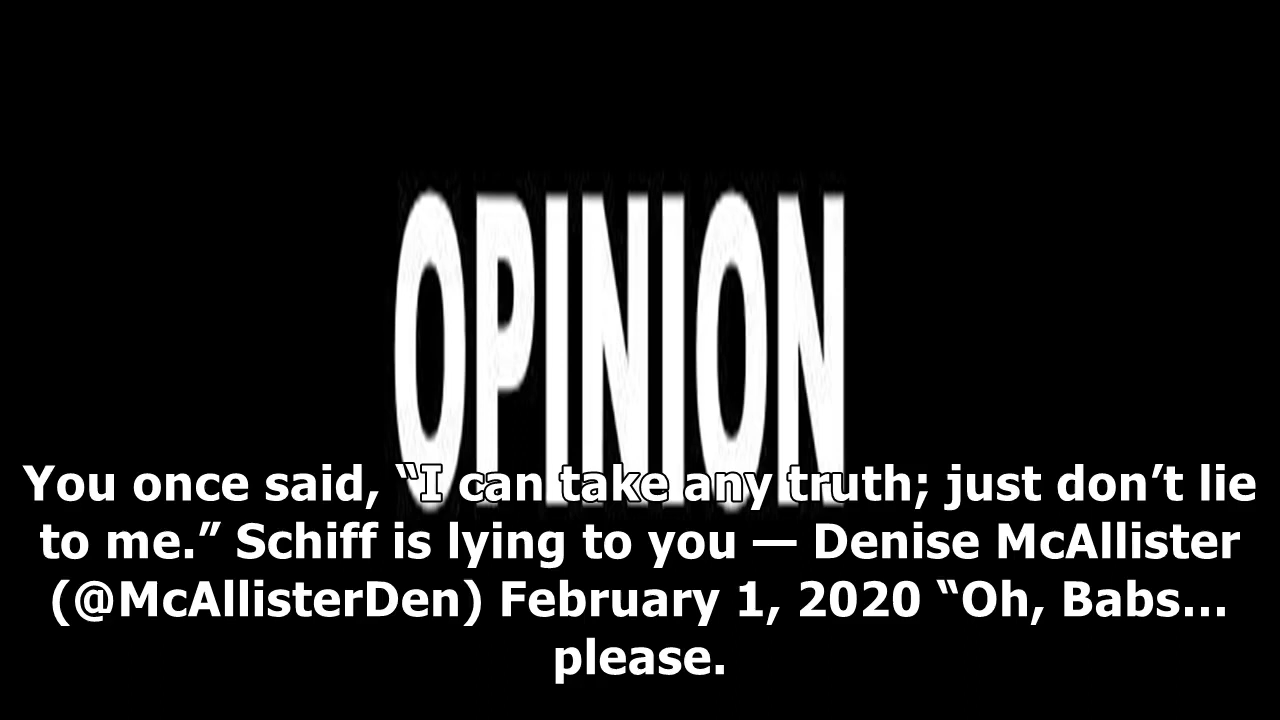 OPINION
You once said, “I can take any truth; just don’t lie
to me.” Schiff is lying to you — Denise McAllister
(@McAllisterDen) February 1, 2020 “Oh, Babs...
please.